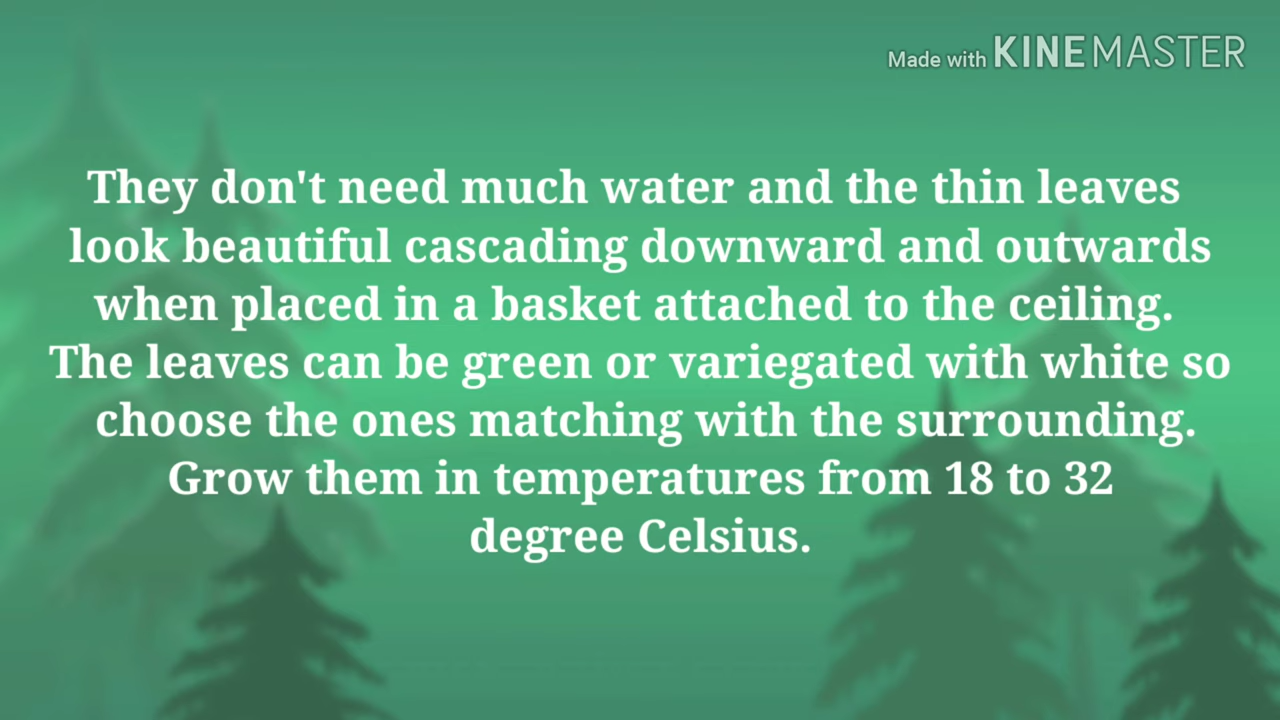 Made with KINEMASTER
They don't need much water and the thin leaves
look beautiful cascading downward and outwards
when placed in a basket attached to the ceiling.
The leaves can be green or variegated with white so
choose the ones matching with the surrounding.
Grow them in temperatures from 18 to 32
degree Celsius.